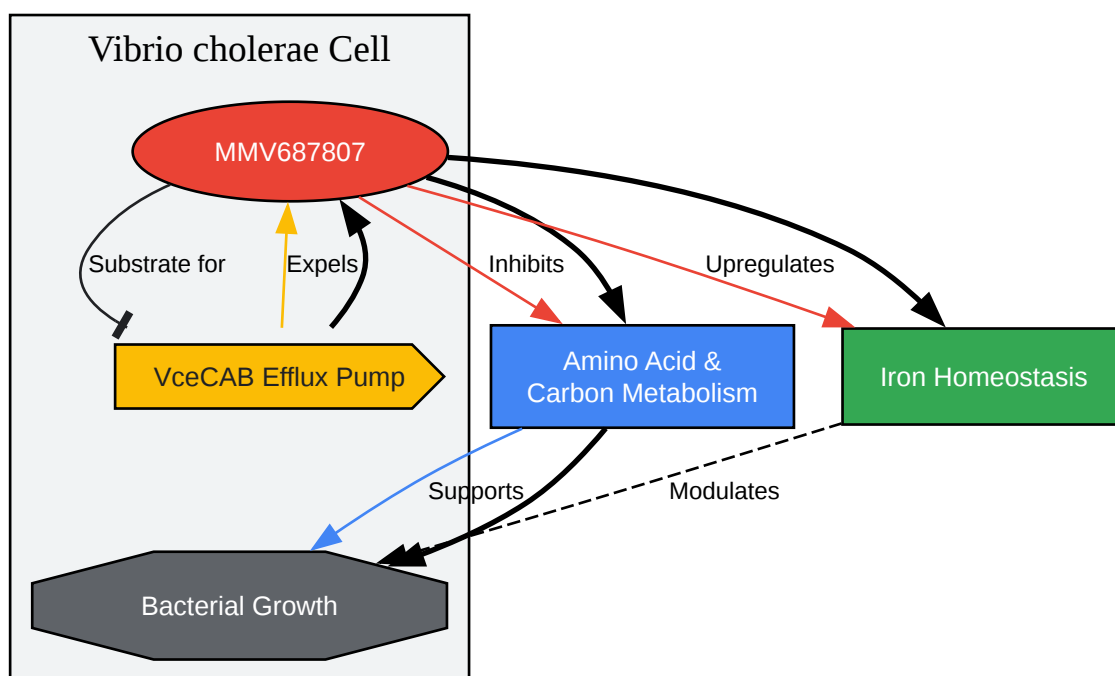 Vibrio cholerae Cell
MMV687807
Substrate for
Expels
Inhibits
Upregulates
VceCAB Efflux Pump
Amino Acid &
Carbon Metabolism
Iron Homeostasis
Supports
Modulates
Bacterial Growth